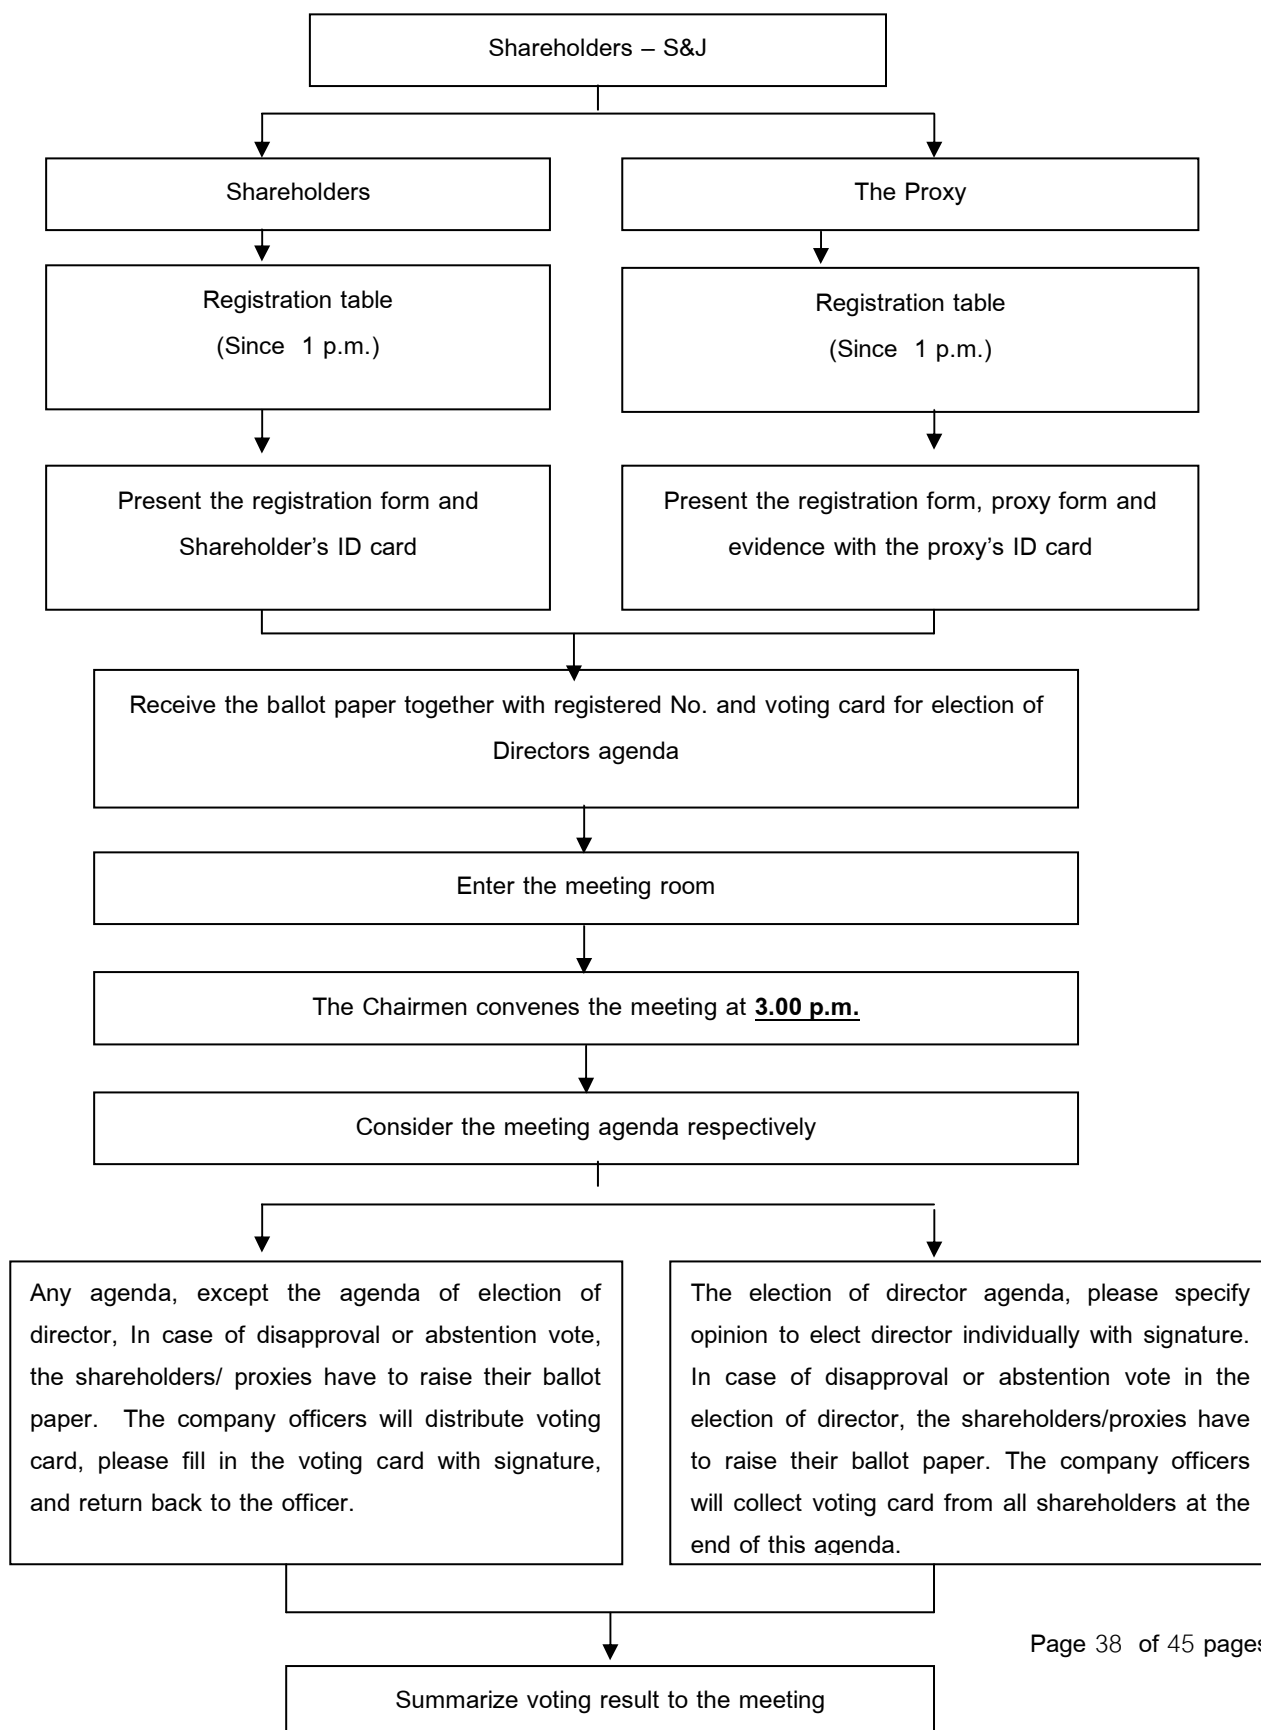 Shareholders – S&J
Shareholders
The Proxy
Registration table
(Since 1 p.m.)
Registration table
(Since 1 p.m.)
Present the registration form and
Shareholder's ID card
Present the registration form, proxy form and
evidence with the proxy's ID card
Receive the ballot paper together with registered No. and voting card for election of
Directors agenda
Enter the meeting room
The Chairmen convenes the meeting at 3.00 p.m.
Consider the meeting agenda respectively
Any agenda, except the agenda of election of
director, In case of disapproval or abstention vote,
the shareholders/ proxies have to raise their ballot
paper. The company officers will distribute voting
card, please fill in the voting card with signature,
and return back to the officer.
The election of director agenda, please specify
opinion to elect director individually with signature.
In case of disapproval or abstention vote in the
election of director, the shareholders/proxies have
to raise their ballot paper. The company officers
will collect voting card from all shareholders at the
end of this agenda.
Page 38 of 45 pages
Summarize voting result to the meeting